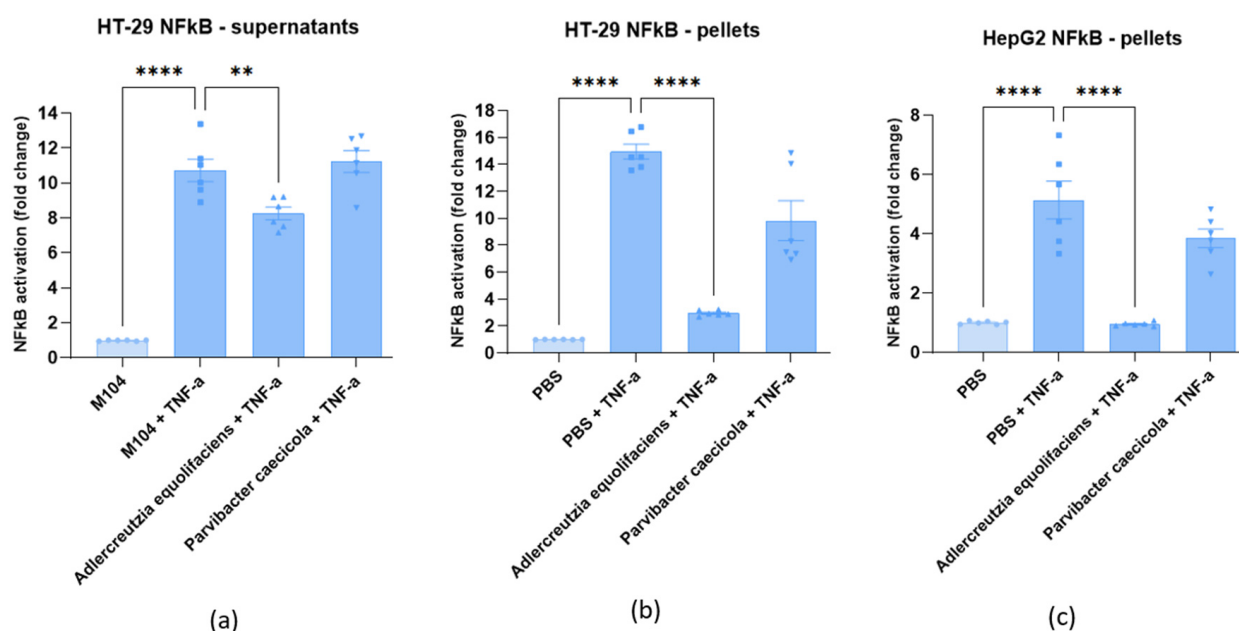 HT-29 NFkB - supernatants
**** **
NFkB activation (fold change)
14
12
10
8
6
4
2
0
M104
M104 + TNF-a
Adlercreutzia equolifaciens + TNF-a
Parvibacter caecicola + TNF-a
(a)
HT-29 NFkB - pellets
**** ****
NFkB activation (fold change)
18
16
14
12
10
8
6
4
2
0
PBS
PBS + TNF-a
Adlercreutzia equolifaciens + TNF-a
Parvibacter caecicola + TNF-a
(b)
HepG2 NFkB - pellets
**** ****
NFkB activation (fold change)
8
6
4
2
0
PBS
PBS + TNF-a
Adlercreutzia equolifaciens + TNF-a
Parvibacter caecicola + TNF-a
(c)